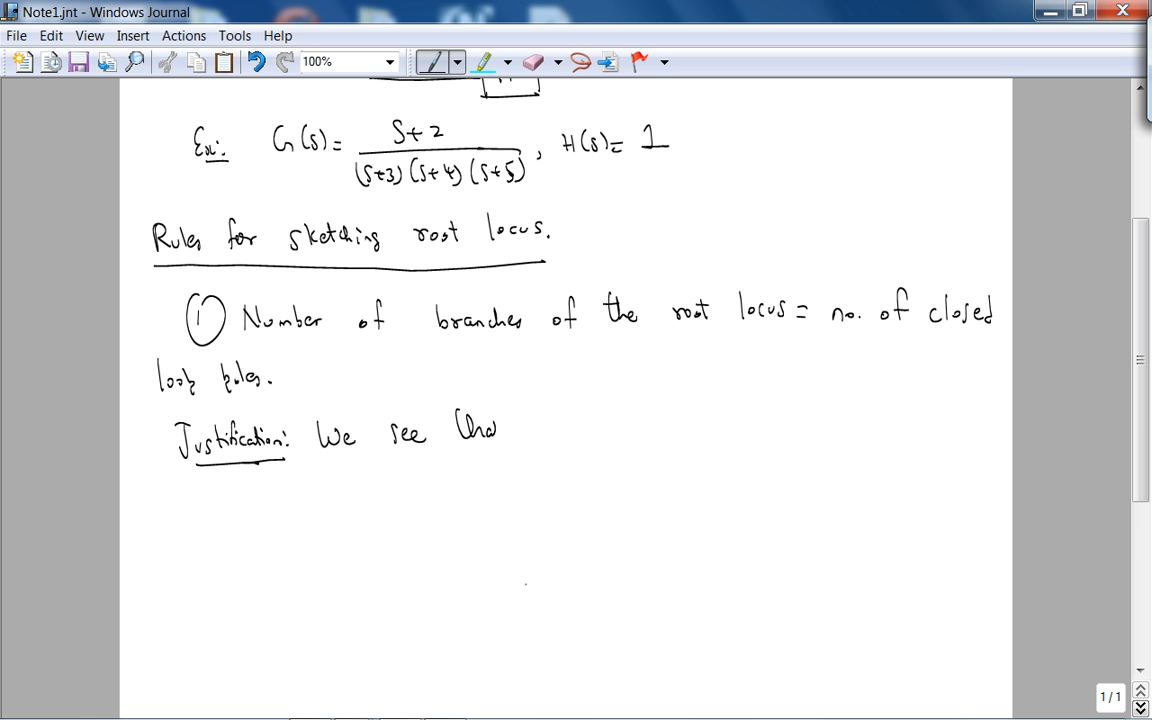 Note1.jnt - Windows Journal
File Edit View Insert Actions Tools Help
100%
Ex: G(s) = S+2 / (S+3)(S+4)(S+5), H(s) = 1
Rules for sketching root locus.
① Number of branches of the root locus = no. of closed
loop poles.
Justification: We see tha
1/1